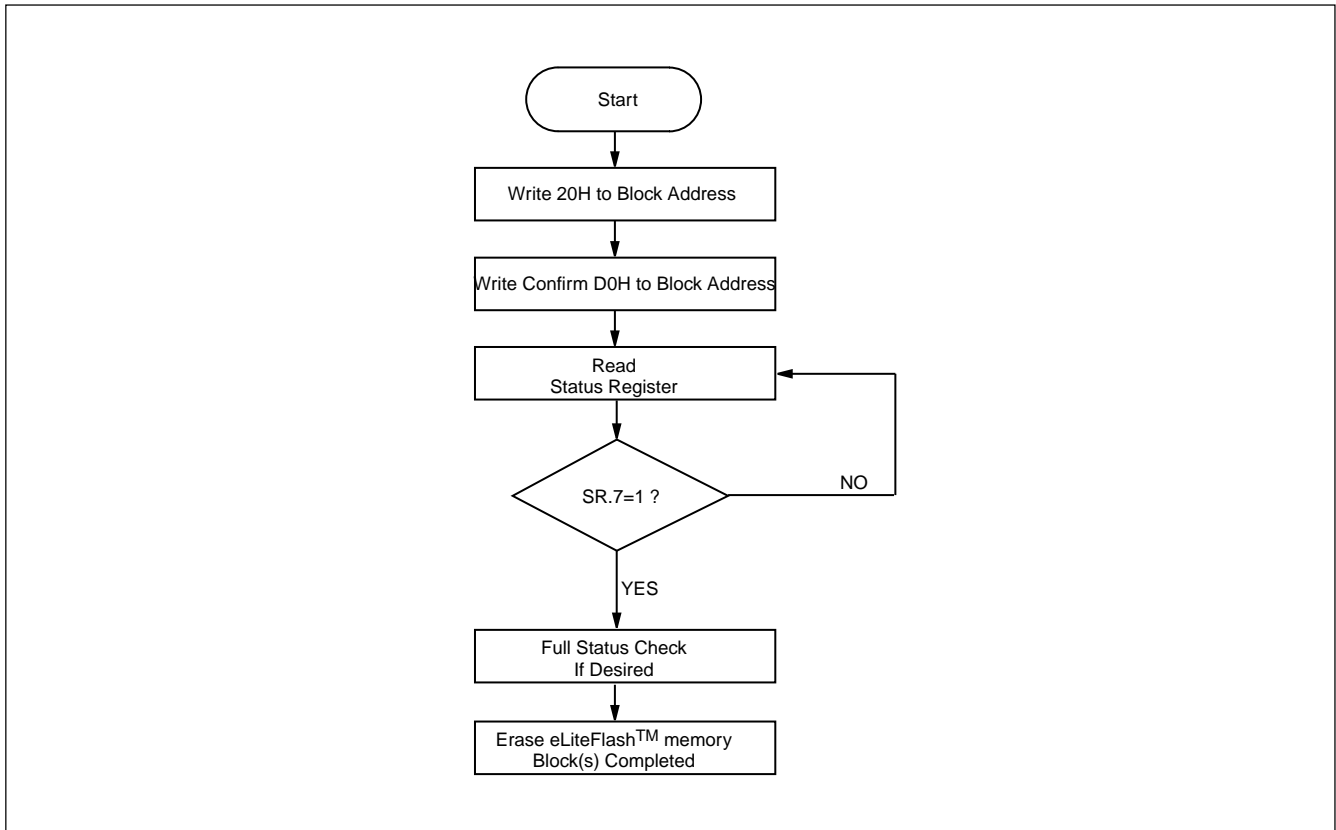 Start
Write 20H to Block Address
Write Confirm D0H to Block Address
Read
Status Register
SR.7=1 ?
NO
YES
Full Status Check
If Desired
Erase eLiteFlash™ memory
Block(s) Completed